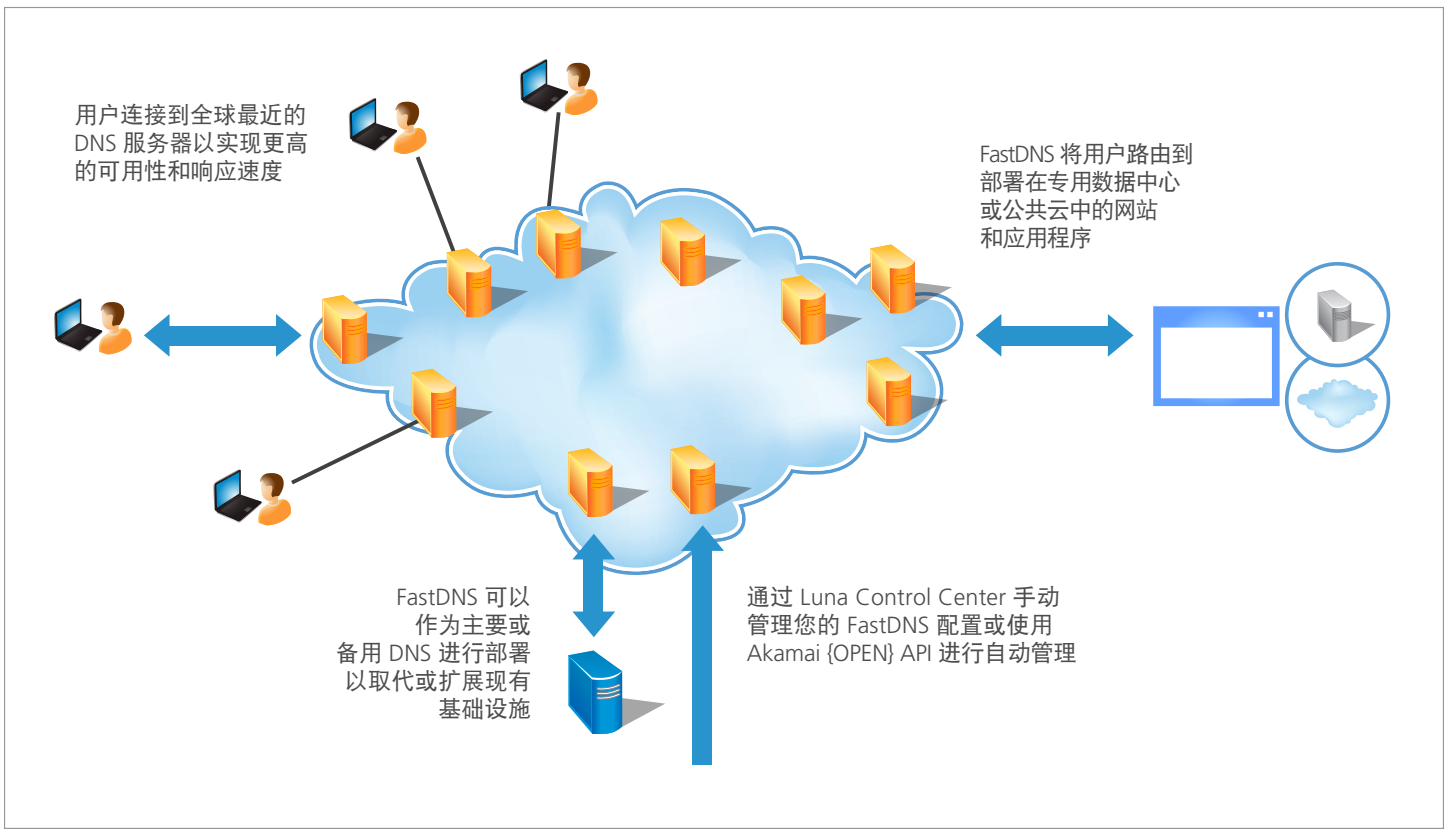 用户连接到全球最近的
DNS 服务器以实现更高
的可用性和响应速度
FastDNS 将用户路由到
部署在专用数据中心
或公共云中的网站
和应用程序
FastDNS 可以
作为主要或
备用 DNS 进行部署
以取代或扩展现有
基础设施
通过 Luna Control Center 手动
管理您的 FastDNS 配置或使用
Akamai {OPEN} API 进行自动管理